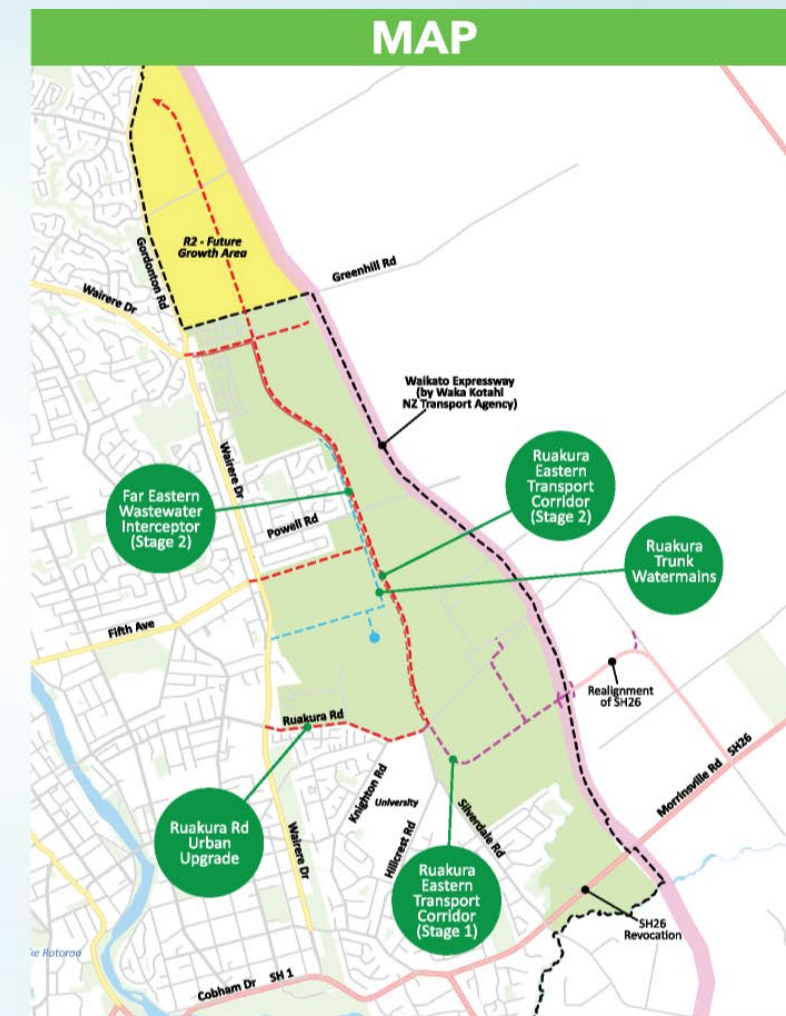 MAP
R2 - Future
Growth Area
Gordonton Rd
Wairere Dr
Greenhill Rd
Waikato Expressway
(by Waka Kotahi
NZ Transport Agency)
Wairere Dr
Far Eastern
Wastewater
Interceptor
(Stage 2)
Powell Rd
Ruakura
Eastern
Transport
Corridor
(Stage 2)
Ruakura
Trunk
Watermains
Fifth Ave
Realignment
of SH26
Ruakura Rd
Morrinsville Rd
SH26
Knighton Rd
University
Hillcrest Rd
Silverdale Rd
Ruakura Rd
Urban
Upgrade
Wairere Dr
Ruakura
Eastern
Transport
Corridor
(Stage 1)
SH26
Revocation
ke Rotoroa
Cobham Dr
SH 1